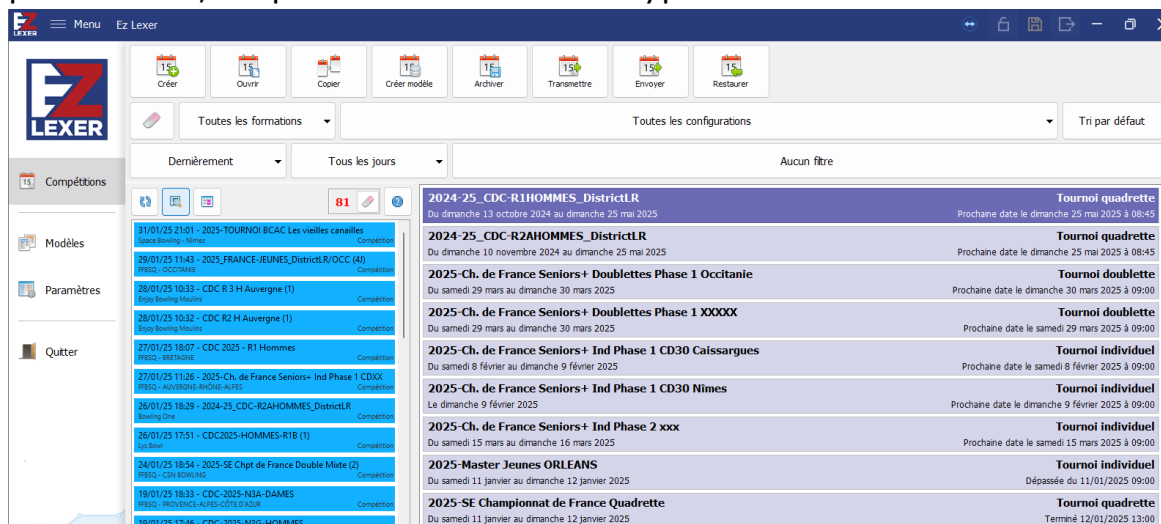 EZ LEXER Menu Ez Lexer
EZ LEXER
Créer
Ouvrir
Copier
Créer modèle
Archiver
Transmettre
Envoyer
Restaurer
Toutes les formations
Toutes les configurations
Tri par défaut
Dernièrement
Tous les jours
Aucun filtre
Compétitions
Modèles
Paramètres
Quitter
81
31/01/25 21:01 - 2025-TOURNOI BCAC Les vieilles canailles
Space Bowling - Nimes Compétition
29/01/25 11:43 - 2025_FRANCE-JEUNES_DistrictLR/OCC (4J)
FFBSQ - OCCITANIE Compétition
28/01/25 10:33 - CDC R 3 H Auvergne (1)
Enjoy Bowling Moulins Compétition
28/01/25 10:32 - CDC R2 H Auvergne (1)
Enjoy Bowling Moulins Compétition
27/01/25 18:07 - CDC 2025 - R1 Hommes
FFBSQ - BRETAGNE Compétition
27/01/25 11:26 - 2025-Ch. de France Seniors+ Ind Phase 1 CDXX
FFBSQ - AUVERGNE-RHÔNE-ALPES Compétition
26/01/25 18:29 - 2024-25_CDC-R2AHOMMES_DistrictLR
Bowling One Compétition
26/01/25 17:51 - CDC2025-HOMMES-R1B (1)
Lys Bowl Compétition
24/01/25 18:54 - 2025-SE Chpt de France Double Mixte (2)
FFBSQ - CSN BOWLING Compétition
19/01/25 18:33 - CDC-2025-N3A-DAMES
FFBSQ - PROVENCE-ALPES-CÔTE D'AZUR Compétition
19/01/25 17:46 - CDC-2025-N3G-HOMMES
2024-25_CDC-R1HOMMES_DistrictLR Tournoi quadrette
Du dimanche 13 octobre 2024 au dimanche 25 mai 2025 Prochaine date le dimanche 25 mai 2025 à 08:45
2024-25_CDC-R2AHOMMES_DistrictLR Tournoi quadrette
Du dimanche 10 novembre 2024 au dimanche 25 mai 2025 Prochaine date le dimanche 25 mai 2025 à 08:45
2025-Ch. de France Seniors+ Doublettes Phase 1 Occitanie Tournoi doublette
Du samedi 29 mars au dimanche 30 mars 2025 Prochaine date le dimanche 30 mars 2025 à 09:00
2025-Ch. de France Seniors+ Doublettes Phase 1 XXXXX Tournoi doublette
Du samedi 29 mars au dimanche 30 mars 2025 Prochaine date le samedi 29 mars 2025 à 09:00
2025-Ch. de France Seniors+ Ind Phase 1 CD30 Caissargues Tournoi individuel
Du samedi 8 février au dimanche 9 février 2025 Prochaine date le samedi 8 février 2025 à 09:00
2025-Ch. de France Seniors+ Ind Phase 1 CD30 Nîmes Tournoi individuel
Le dimanche 9 février 2025 Prochaine date le dimanche 9 février 2025 à 09:00
2025-Ch. de France Seniors+ Ind Phase 2 xxx Tournoi individuel
Du samedi 15 mars au dimanche 16 mars 2025 Prochaine date le samedi 15 mars 2025 à 09:00
2025-Master Jeunes ORLEANS Tournoi individuel
Du samedi 11 janvier au dimanche 12 janvier 2025 Dépassée du 11/01/2025 09:00
2025-SE Championnat de France Quadrette Tournoi quadrette
Du samedi 11 janvier au dimanche 12 janvier 2025 Terminé 12/01/2025 13:00